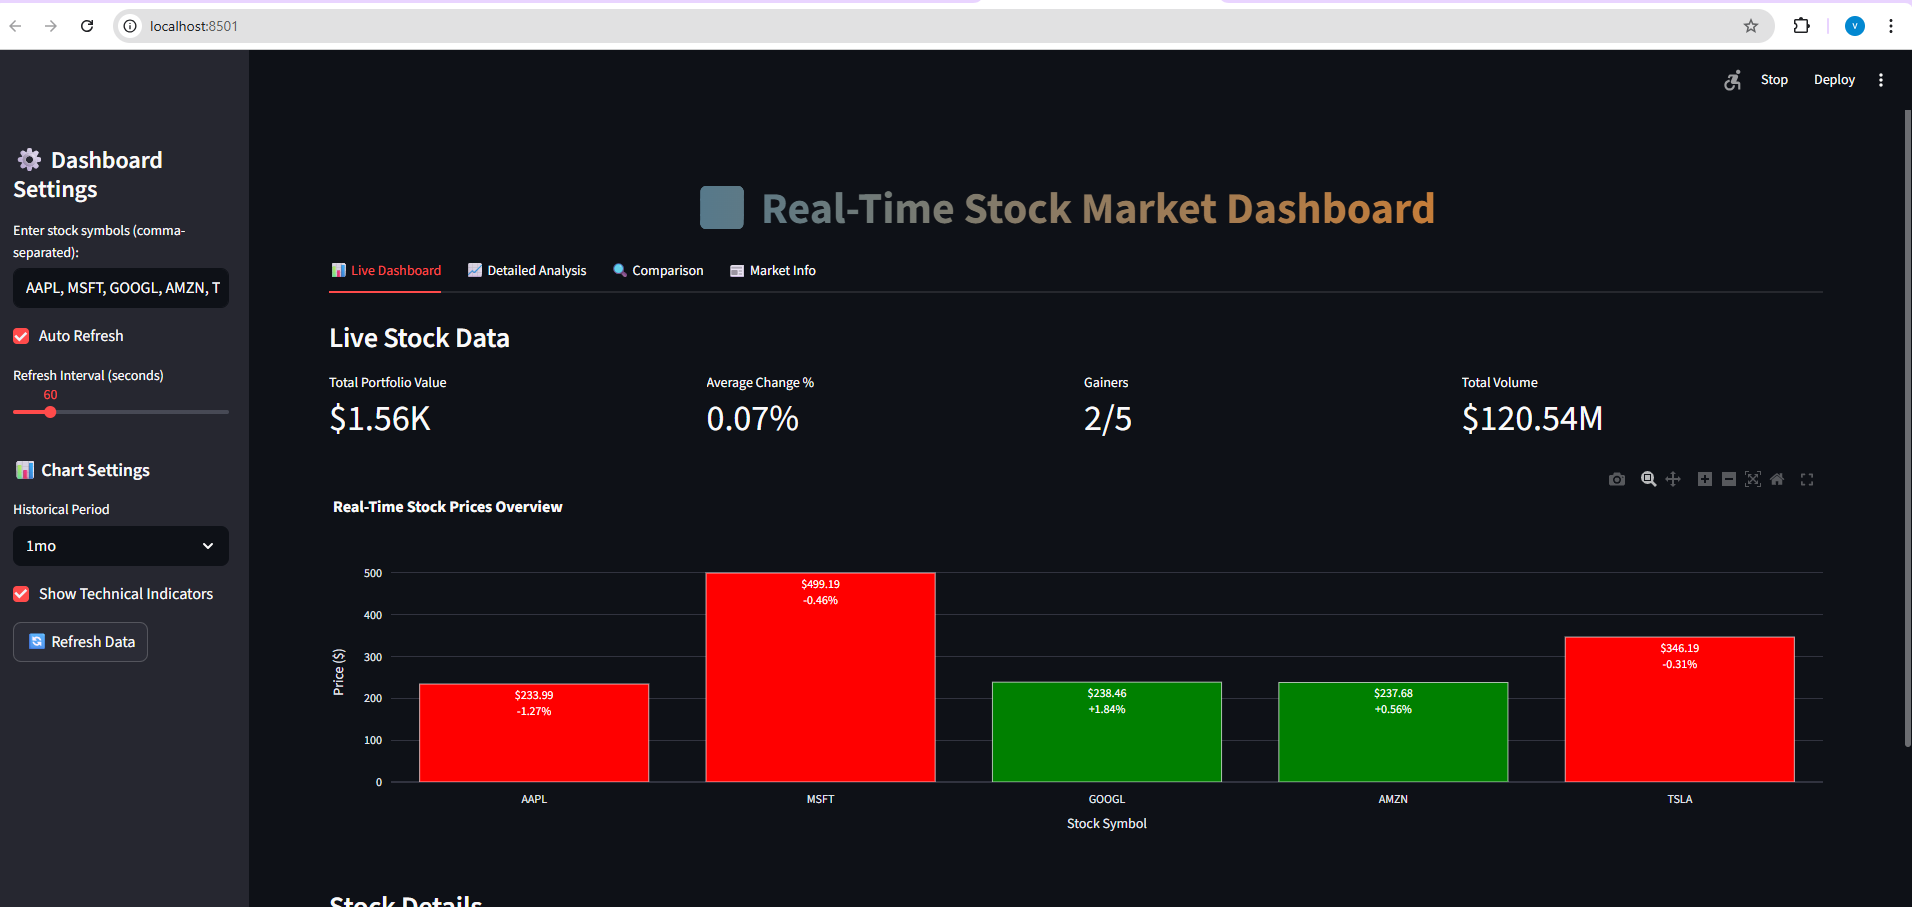 localhost:8501
Stop
Deploy
Dashboard
Settings
Enter stock symbols (comma-
separated):
AAPL, MSFT, GOOGL, AMZN, T
Auto Refresh
Refresh Interval (seconds)
60
Chart Settings
Historical Period
1mo
Show Technical Indicators
Refresh Data
Real-Time Stock Market Dashboard
Live Dashboard
Detailed Analysis
Comparison
Market Info
Live Stock Data
Total Portfolio Value
$1.56K
Average Change %
0.07%
Gainers
2/5
Total Volume
$120.54M
Real-Time Stock Prices Overview
Price ($)
500
400
300
200
100
0
$233.99
-1.27%
$499.19
-0.46%
$238.46
+1.84%
$237.68
+0.56%
$346.19
-0.31%
AAPL
MSFT
GOOGL
AMZN
TSLA
Stock Symbol
Stock Details
V